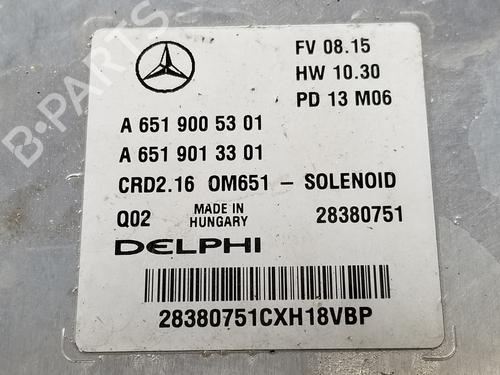 FV 08.15
HW 10.30
PD 13 M06
A 651 900 53 01
A 651 901 33 01
CRD2.16 OM651 – SOLENOID
Q02 MADE IN HUNGARY 28380751
DELPHI
28380751CXH18VBP
B-PARTS